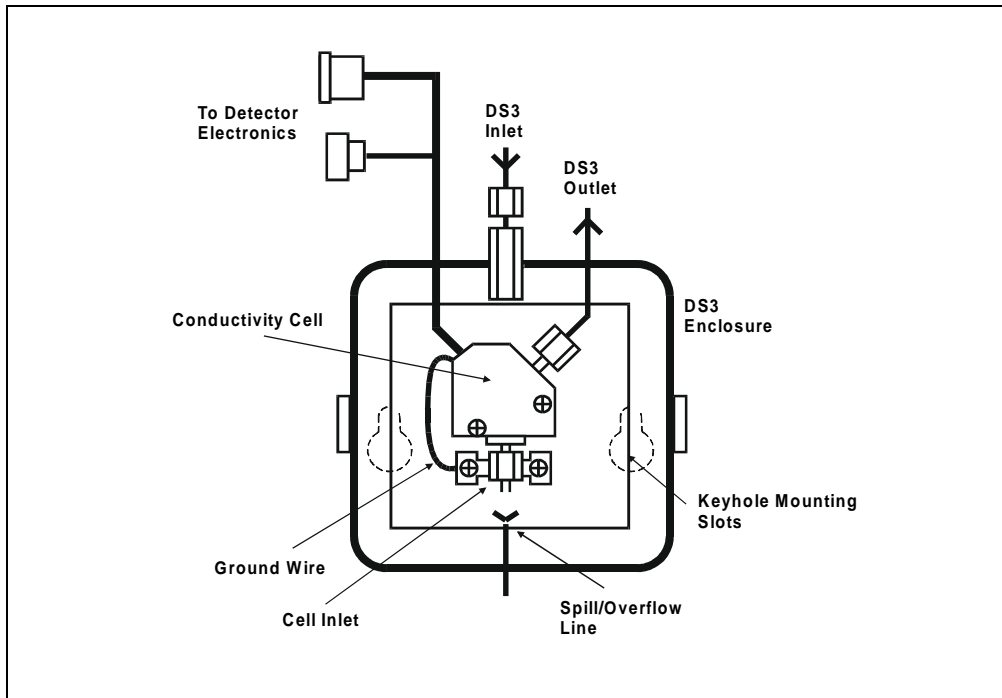 To Detector
Electronics
DS3
Inlet
DS3
Outlet
Conductivity Cell
DS3
Enclosure
Keyhole Mounting
Slots
Ground Wire
Cell Inlet
Spill/Overflow
Line